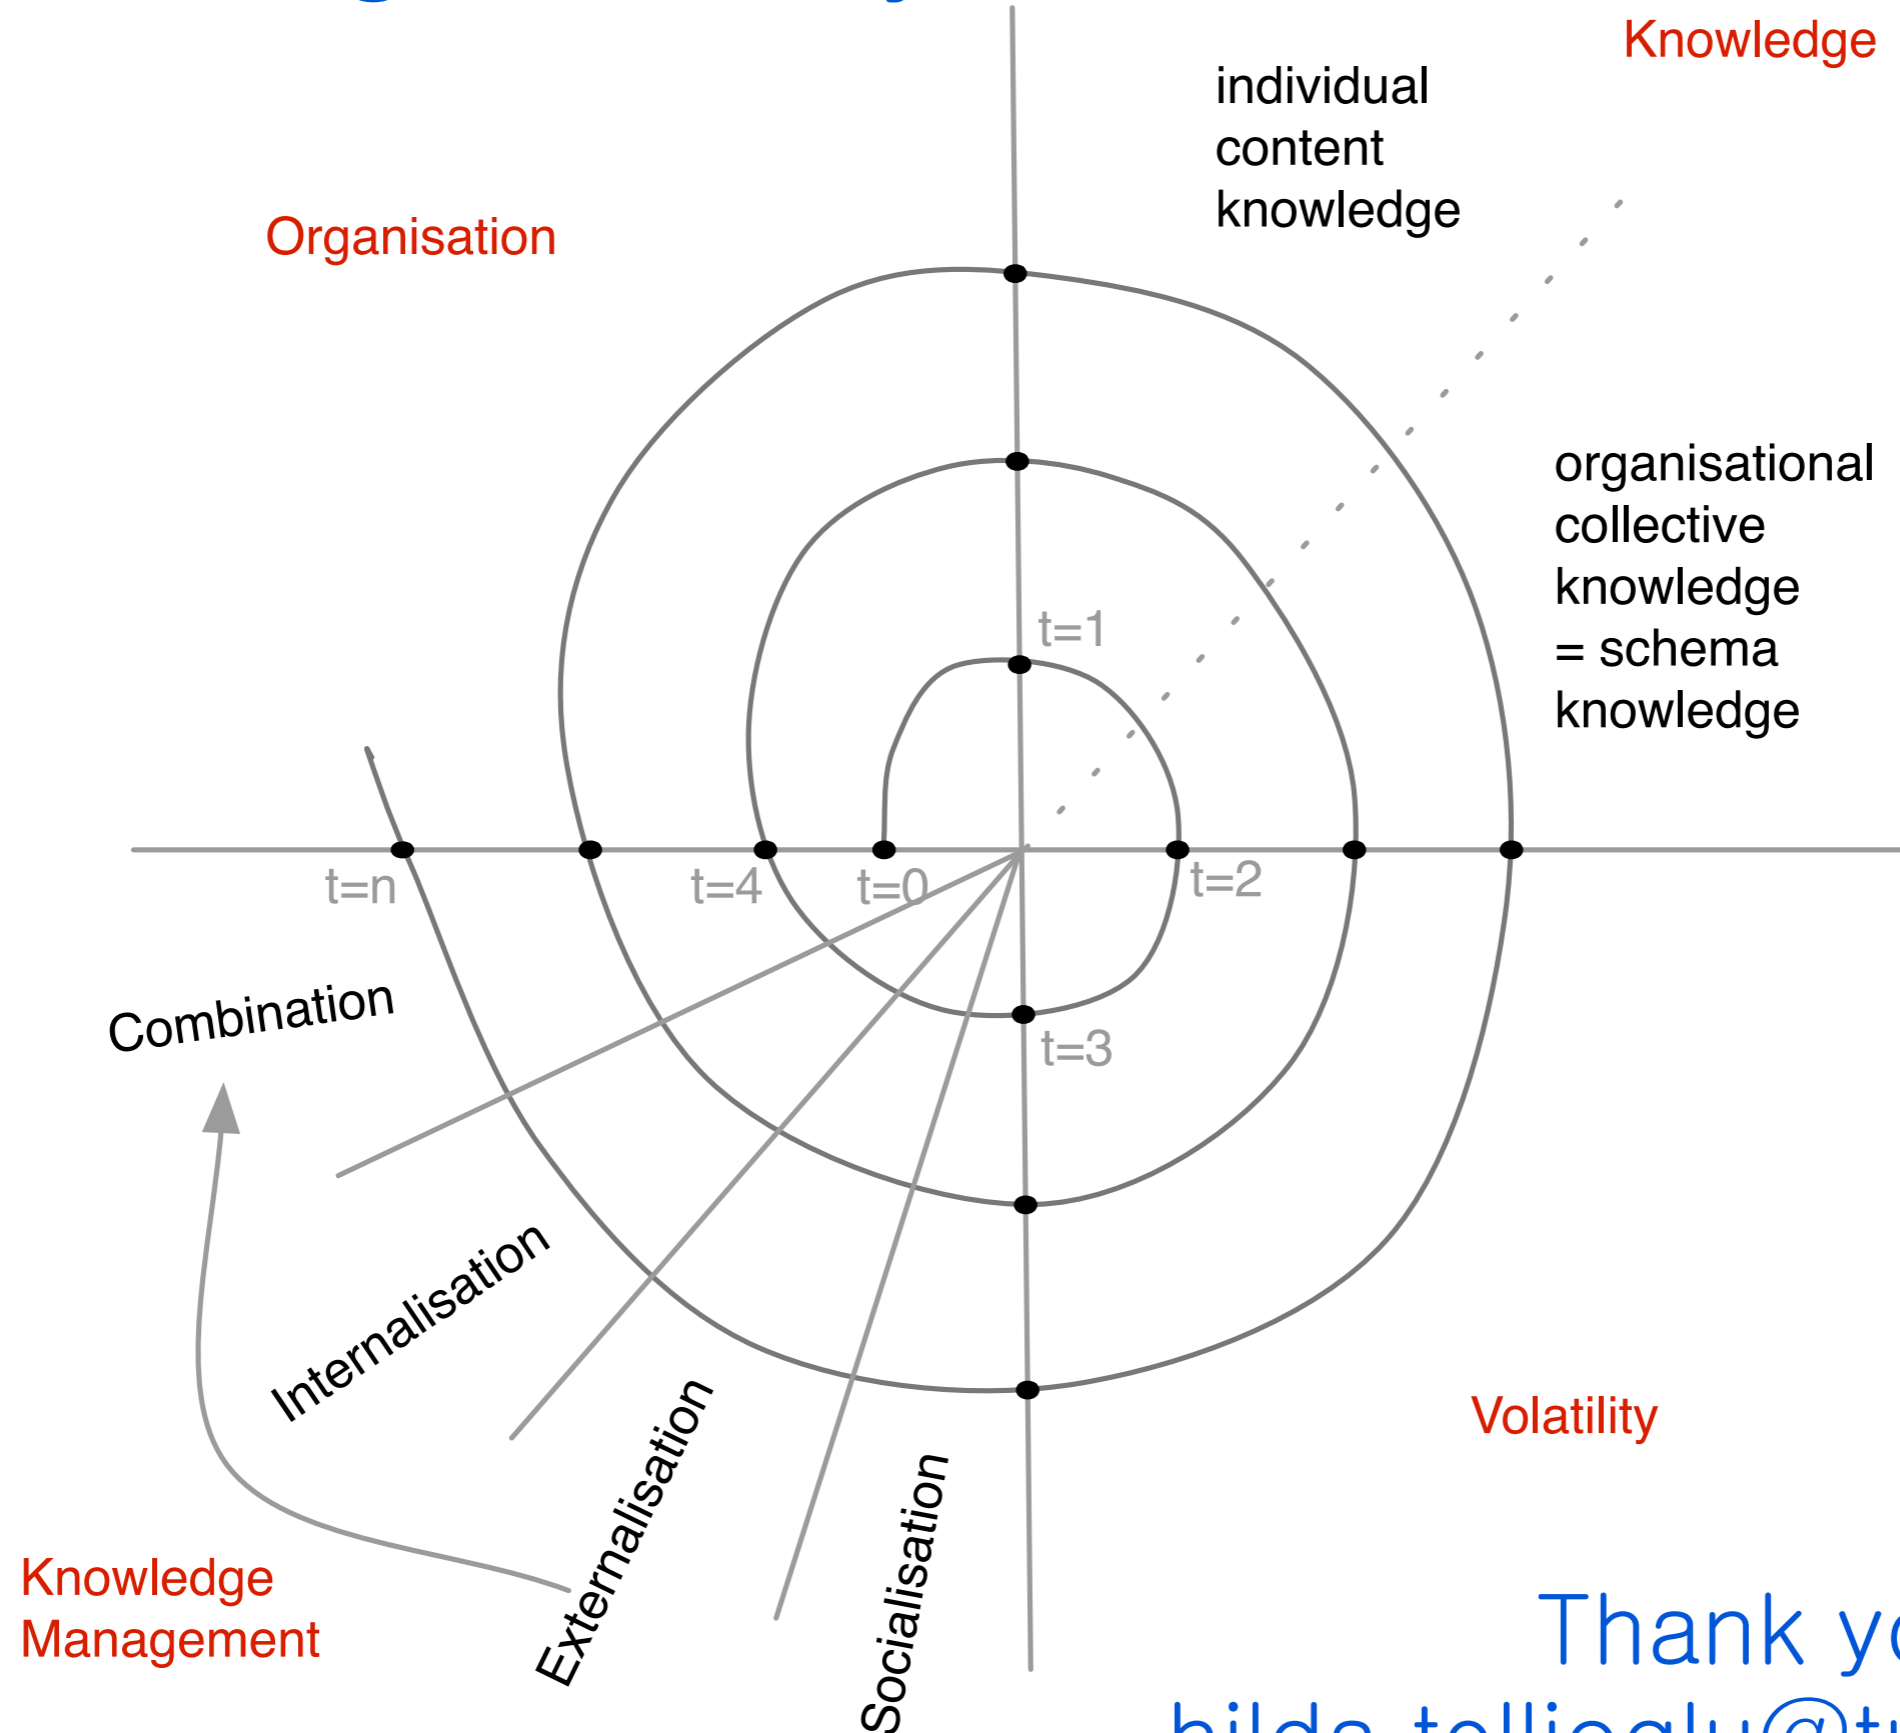 Knowledge
individual
content
knowledge
Organisation
organisational
collective
knowledge
= schema
knowledge
t=1
t=n
t=4
t=0
t=2
Combination
t=3
Internalisation
Externalisation
Socialisation
Volatility
Knowledge
Management
Thank